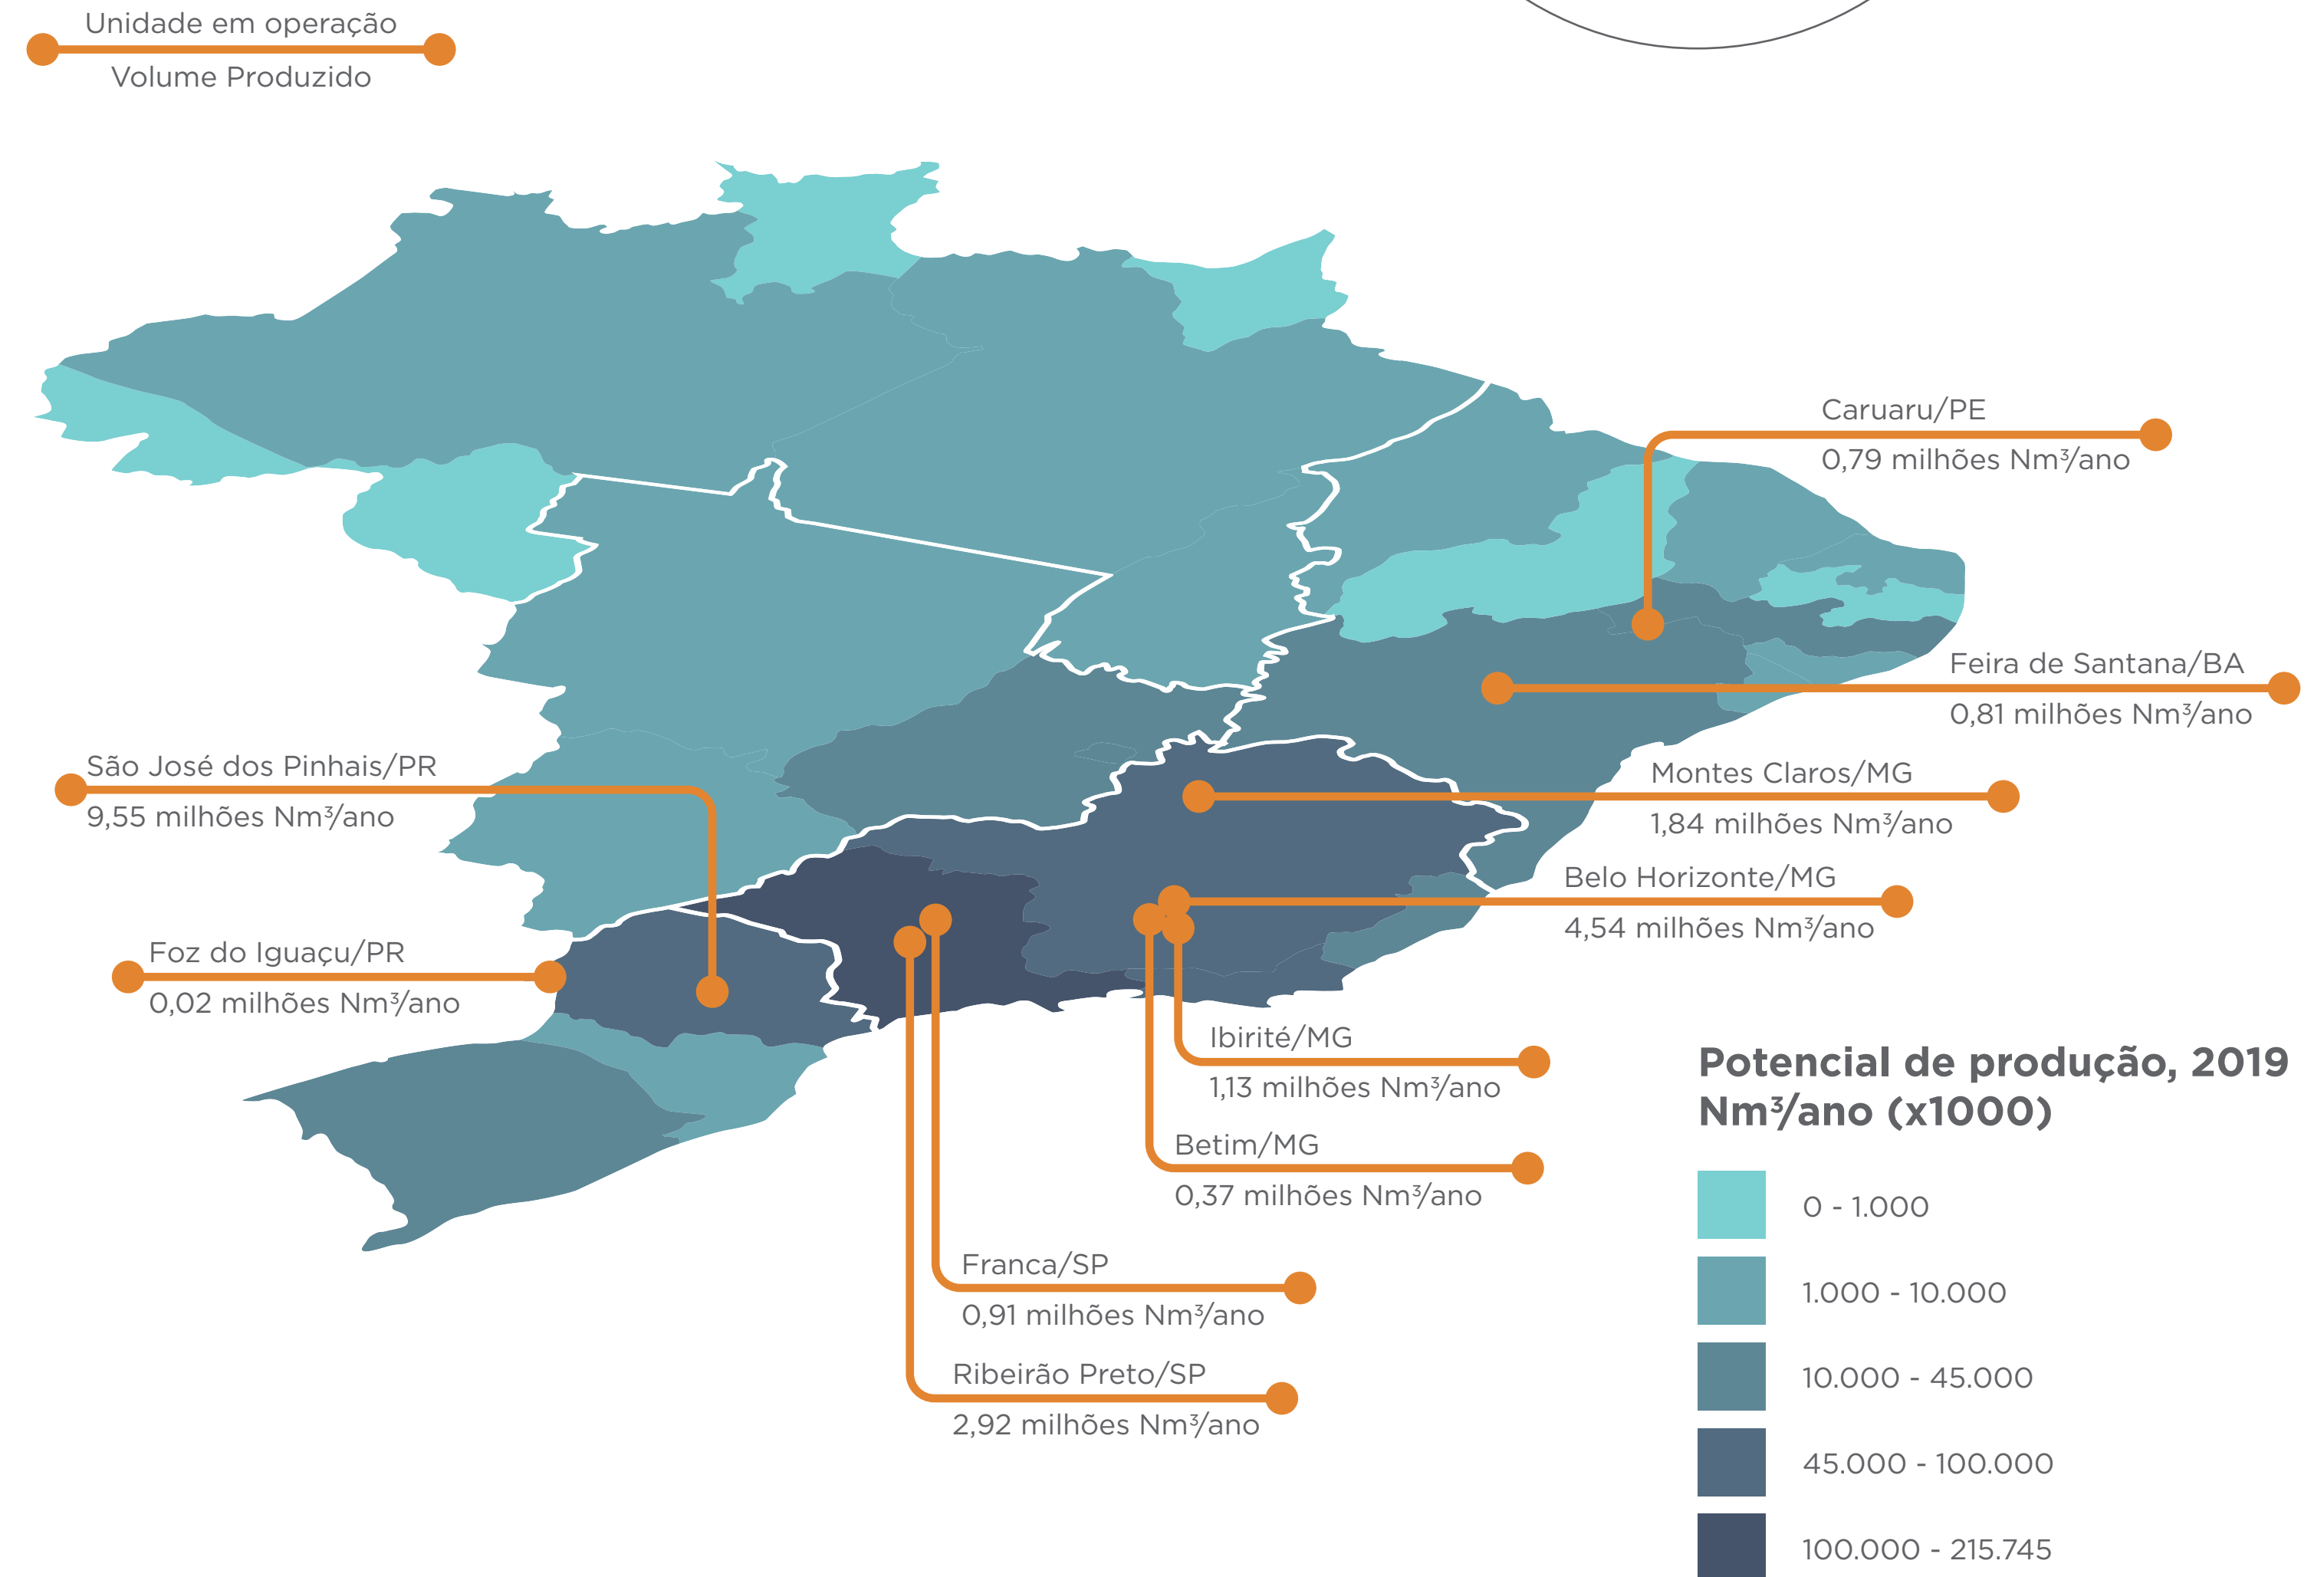 Unidade em operação
Volume Produzido
Caruaru/PE
0,79 milhões Nm³/ano
Feira de Santana/BA
0,81 milhões Nm³/ano
São José dos Pinhais/PR
9,55 milhões Nm³/ano
Montes Claros/MG
1,84 milhões Nm³/ano
Belo Horizonte/MG
4,54 milhões Nm³/ano
Foz do Iguaçu/PR
0,02 milhões Nm³/ano
Ibirité/MG
1,13 milhões Nm³/ano
Betim/MG
0,37 milhões Nm³/ano
Franca/SP
0,91 milhões Nm³/ano
Ribeirão Preto/SP
2,92 milhões Nm³/ano
Potencial de produção, 2019
Nm³/ano (x1000)
0 - 1.000
1.000 - 10.000
10.000 - 45.000
45.000 - 100.000
100.000 - 215.745